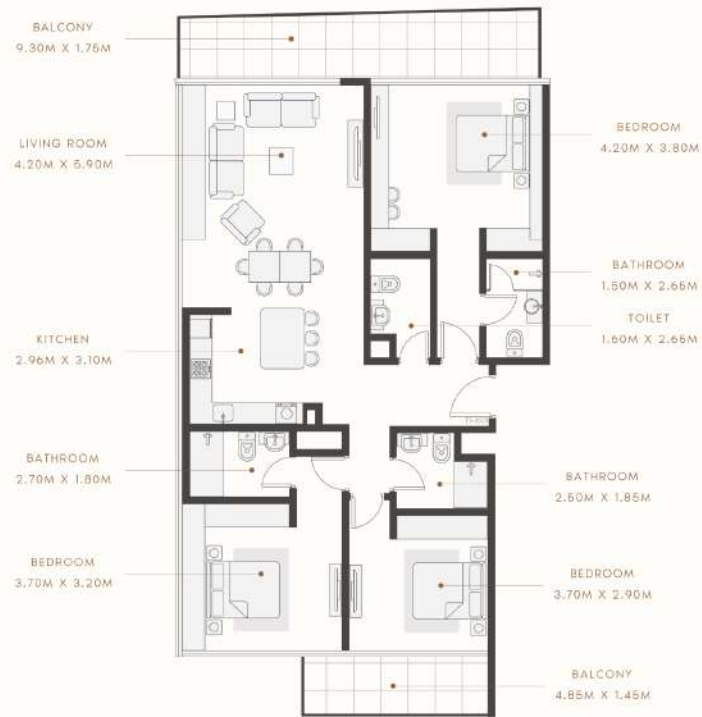 BALCONY
9.30M X 1.75M
LIVING ROOM
4.20M X 5.90M
KITCHEN
2.96M X 3.10M
BATHROOM
2.70M X 1.80M
BEDROOM
3.70M X 3.20M
BEDROOM
4.20M X 3.80M
BATHROOM
1.50M X 2.65M
TOILET
1.60M X 2.65M
BATHROOM
2.50M X 1.85M
BEDROOM
3.70M X 2.90M
BALCONY
4.85M X 1.45M